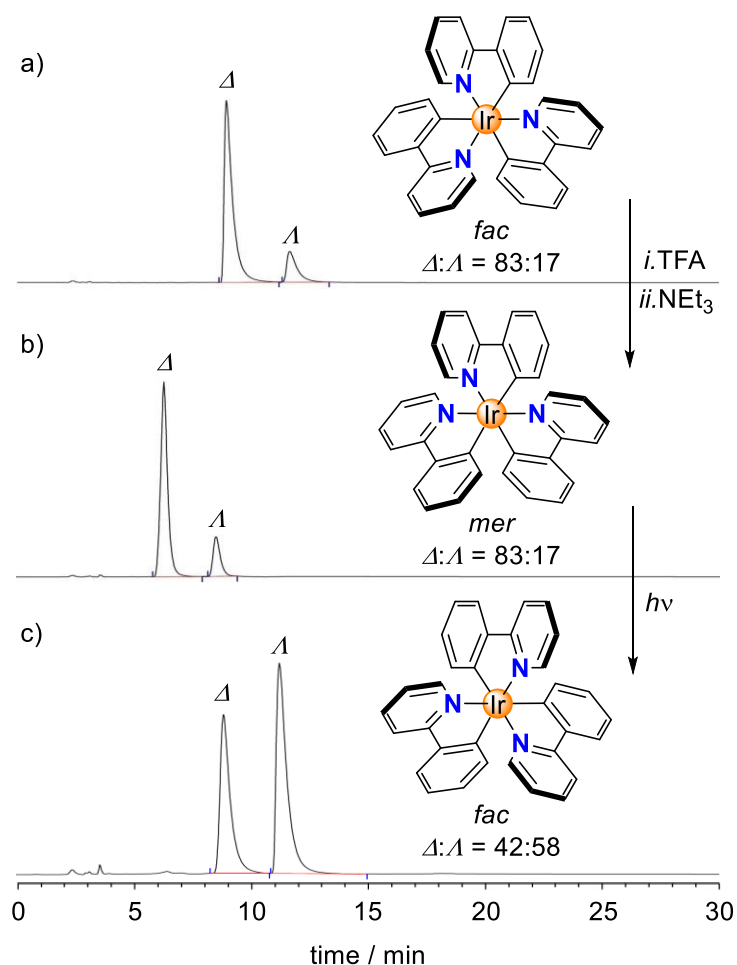 a)
Δ
Λ
N
Ir
N
N
fac
Δ:Λ = 83:17
i.TFA
ii.NEt3
b)
Δ
Λ
N
N
Ir
N
mer
Δ:Λ = 83:17
hν
c)
Δ
Λ
N
N
Ir
N
fac
Δ:Λ = 42:58
0 5 10 15 20 25 30
time / min